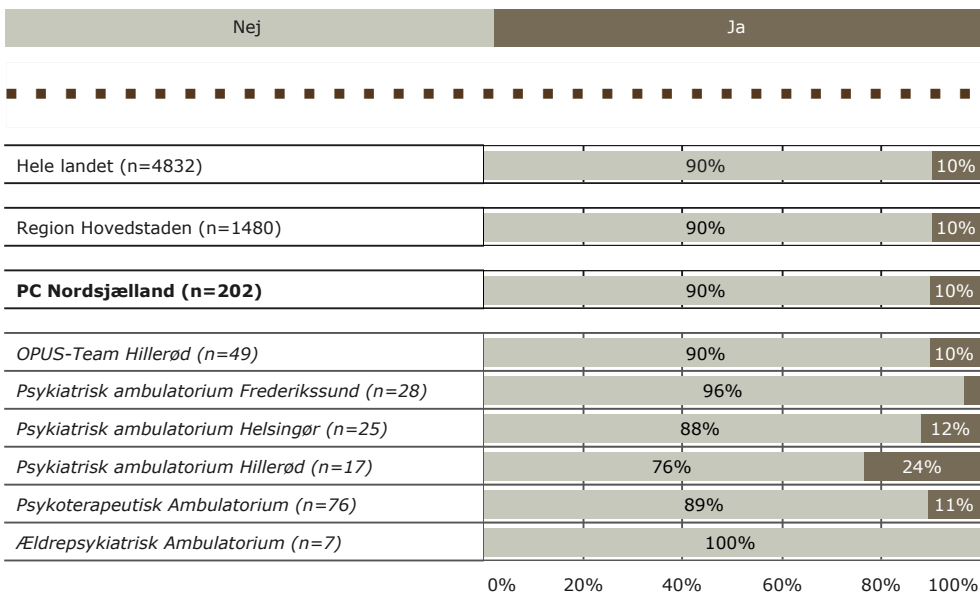 Nej Ja
Hele landet (n=4832) 90% 10%
Region Hovedstaden (n=1480) 90% 10%
PC Nordsjælland (n=202) 90% 10%
OPUS-Team Hillerød (n=49) 90% 10%
Psykiatrisk ambulatorium Frederikssund (n=28) 96%
Psykiatrisk ambulatorium Helsingør (n=25) 88% 12%
Psykiatrisk ambulatorium Hillerød (n=17) 76% 24%
Psykoterapeutisk Ambulatorium (n=76) 89% 11%
Ældrepsykiatrisk Ambulatorium (n=7) 100%
0% 20% 40% 60% 80% 100%